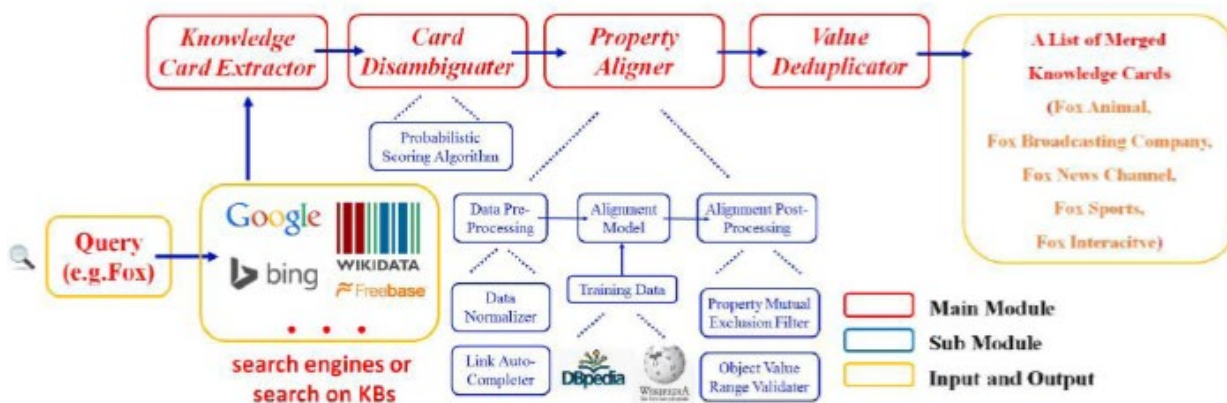 Knowledge
Card Extractor
Card
Disambiguater
Property
Aligner
Value
Deduplicator
A List of Merged
Knowledge Cards
(Fox Animal,
Fox Broadcasting Company,
Fox News Channel,
Fox Sports,
Fox Interacitve)
Probabilistic
Scoring Algorithm
Query
(e.g.Fox)
Google
WIKIDATA
bing
Freebase
search engines or
search on KBs
Data Pre-
Processing
Alignment
Model
Alignment Post-
Processing
Data
Normalizer
Training Data
Property Mutual
Exclusion Filter
Link Auto-
Completer
DBpedia
WIKIPEDIA
Object Value
Range Validater
Main Module
Sub Module
Input and Output